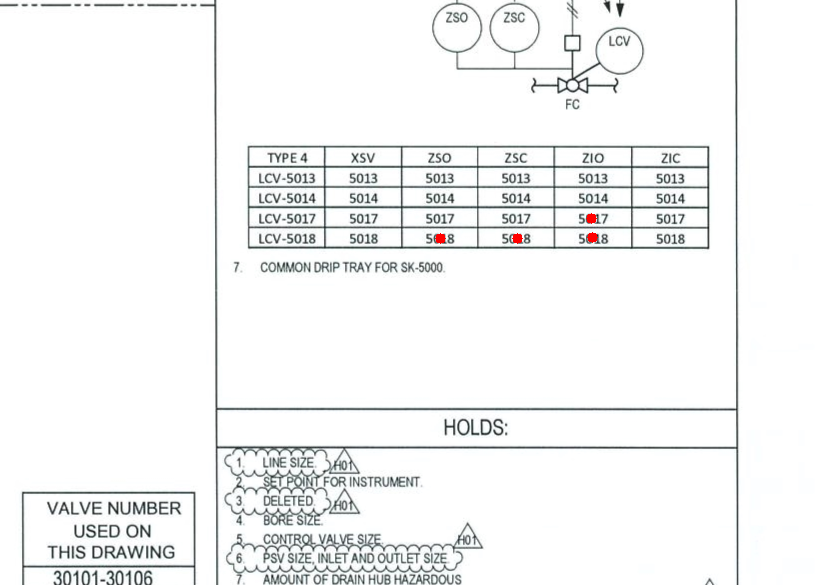 ZSO ZSC
LCV
FC
TYPE 4 XSV ZSO ZSC ZIO ZIC
LCV-5013 5013 5013 5013 5013 5013
LCV-5014 5014 5014 5014 5014 5014
LCV-5017 5017 5017 5017 5017
LCV-5018 5018 5018
7. COMMON DRIP TRAY FOR SK-5000.
HOLDS:
1. LINE SIZE. H01
2. SET POINT FOR INSTRUMENT.
3. DELETED. H01
4. BORE SIZE.
5. CONTROL VALVE SIZE. H01
6. PSV SIZE, INLET AND OUTLET SIZE.
7. AMOUNT OF DRAIN HUB HAZARDOUS
VALVE NUMBER
USED ON
THIS DRAWING
30101-30106